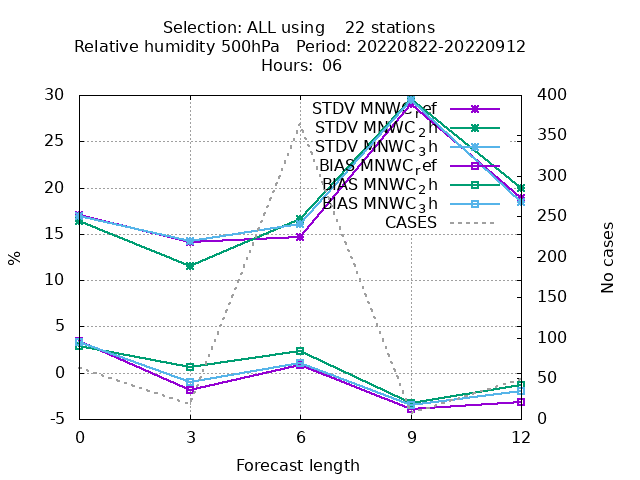 Selection: ALL using 22 stations
Relative humidity 500hPa Period: 20220822-20220912
Hours: 06
30 400
STDV MNWC_ref
STDV MNWC_2h
STDV MNWC_3h
BIAS MNWC_ref
BIAS MNWC_2h
BIAS MNWC_3h
CASES
25
20
15
10
5
0
-5
350
300
250
200
150
100
50
0
%
No cases
0 3 6 9 12
Forecast length